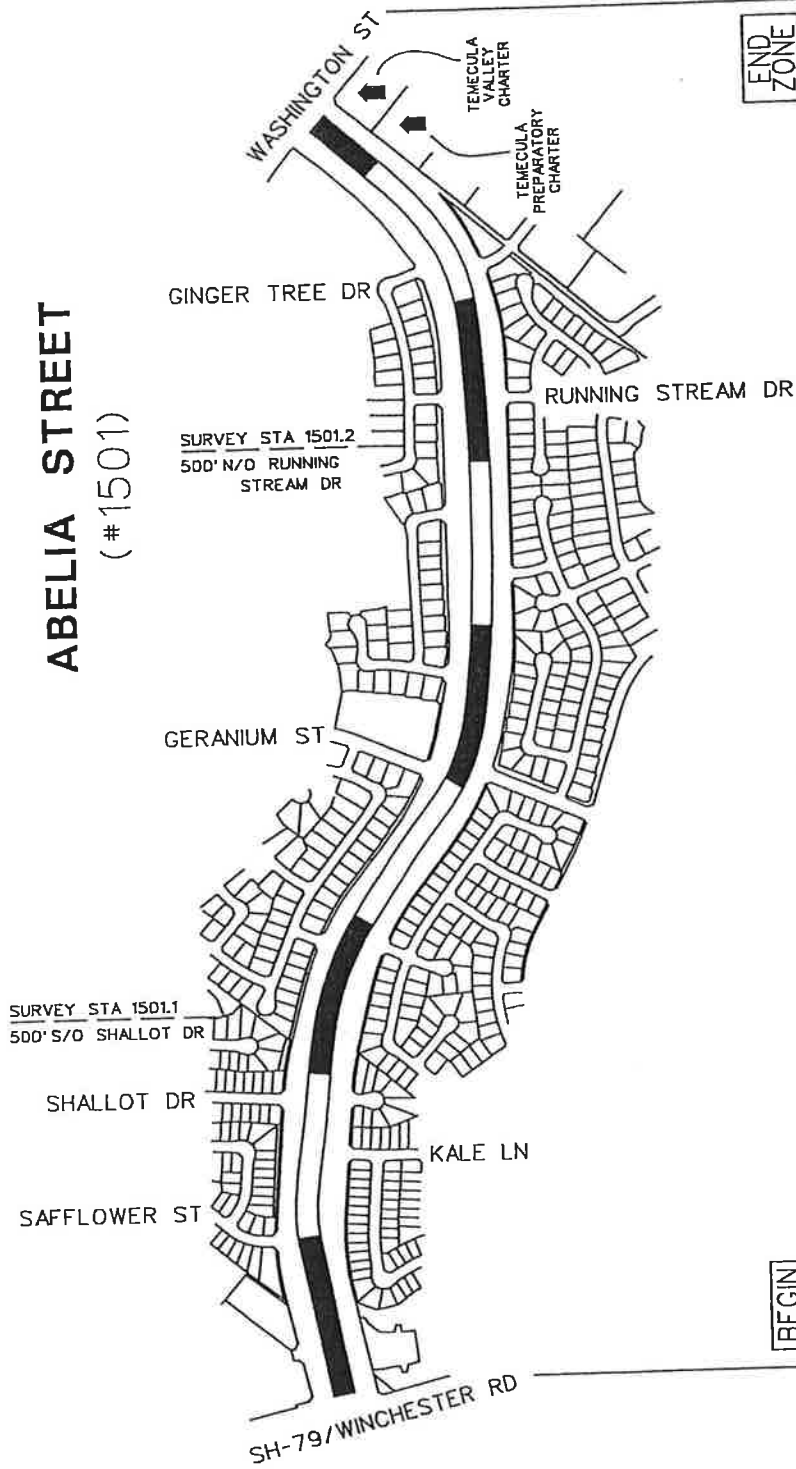 ABELIA STREET
(#1501)
WASHINGTON ST
TEMECULA
VALLEY
CHARTER
TEMECULA
PREPARATORY
CHARTER
END
ZONE
GINGER TREE DR
RUNNING STREAM DR
SURVEY STA 1501.2
500' N/O RUNNING
STREAM DR
GERANIUM ST
SURVEY STA 1501.1
500' S/O SHALLOT DR
SHALLOT DR
KALE LN
SAFFLOWER ST
BEGIN
SH-79/WINCHESTER RD